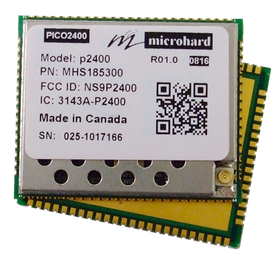 PICO2400
microhard
Model: p2400
R01.0 0816
PN: MHS185300
FCC ID: NS9P2400
IC: 3143A-P2400
Made in Canada
SN: 025-1017166